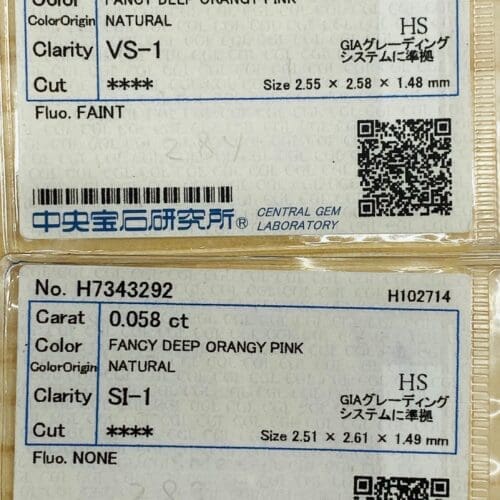 Color FANCY DEEP ORANGY PINK
ColorOrigin NATURAL
HS
Clarity VS-1
GIAグレーディング
システムに準拠
Cut ****
Size 2.55 × 2.58 × 1.48 mm
Fluo. FAINT
284
中央宝石研究所® CENTRAL GEM
LABORATORY
No. H7343292
H102714
Carat 0.058 ct
Color FANCY DEEP ORANGY PINK
ColorOrigin NATURAL
HS
Clarity SI-1
GIAグレーディング
システムに準拠
Cut ****
Size 2.51 × 2.61 × 1.49 mm
Fluo. NONE